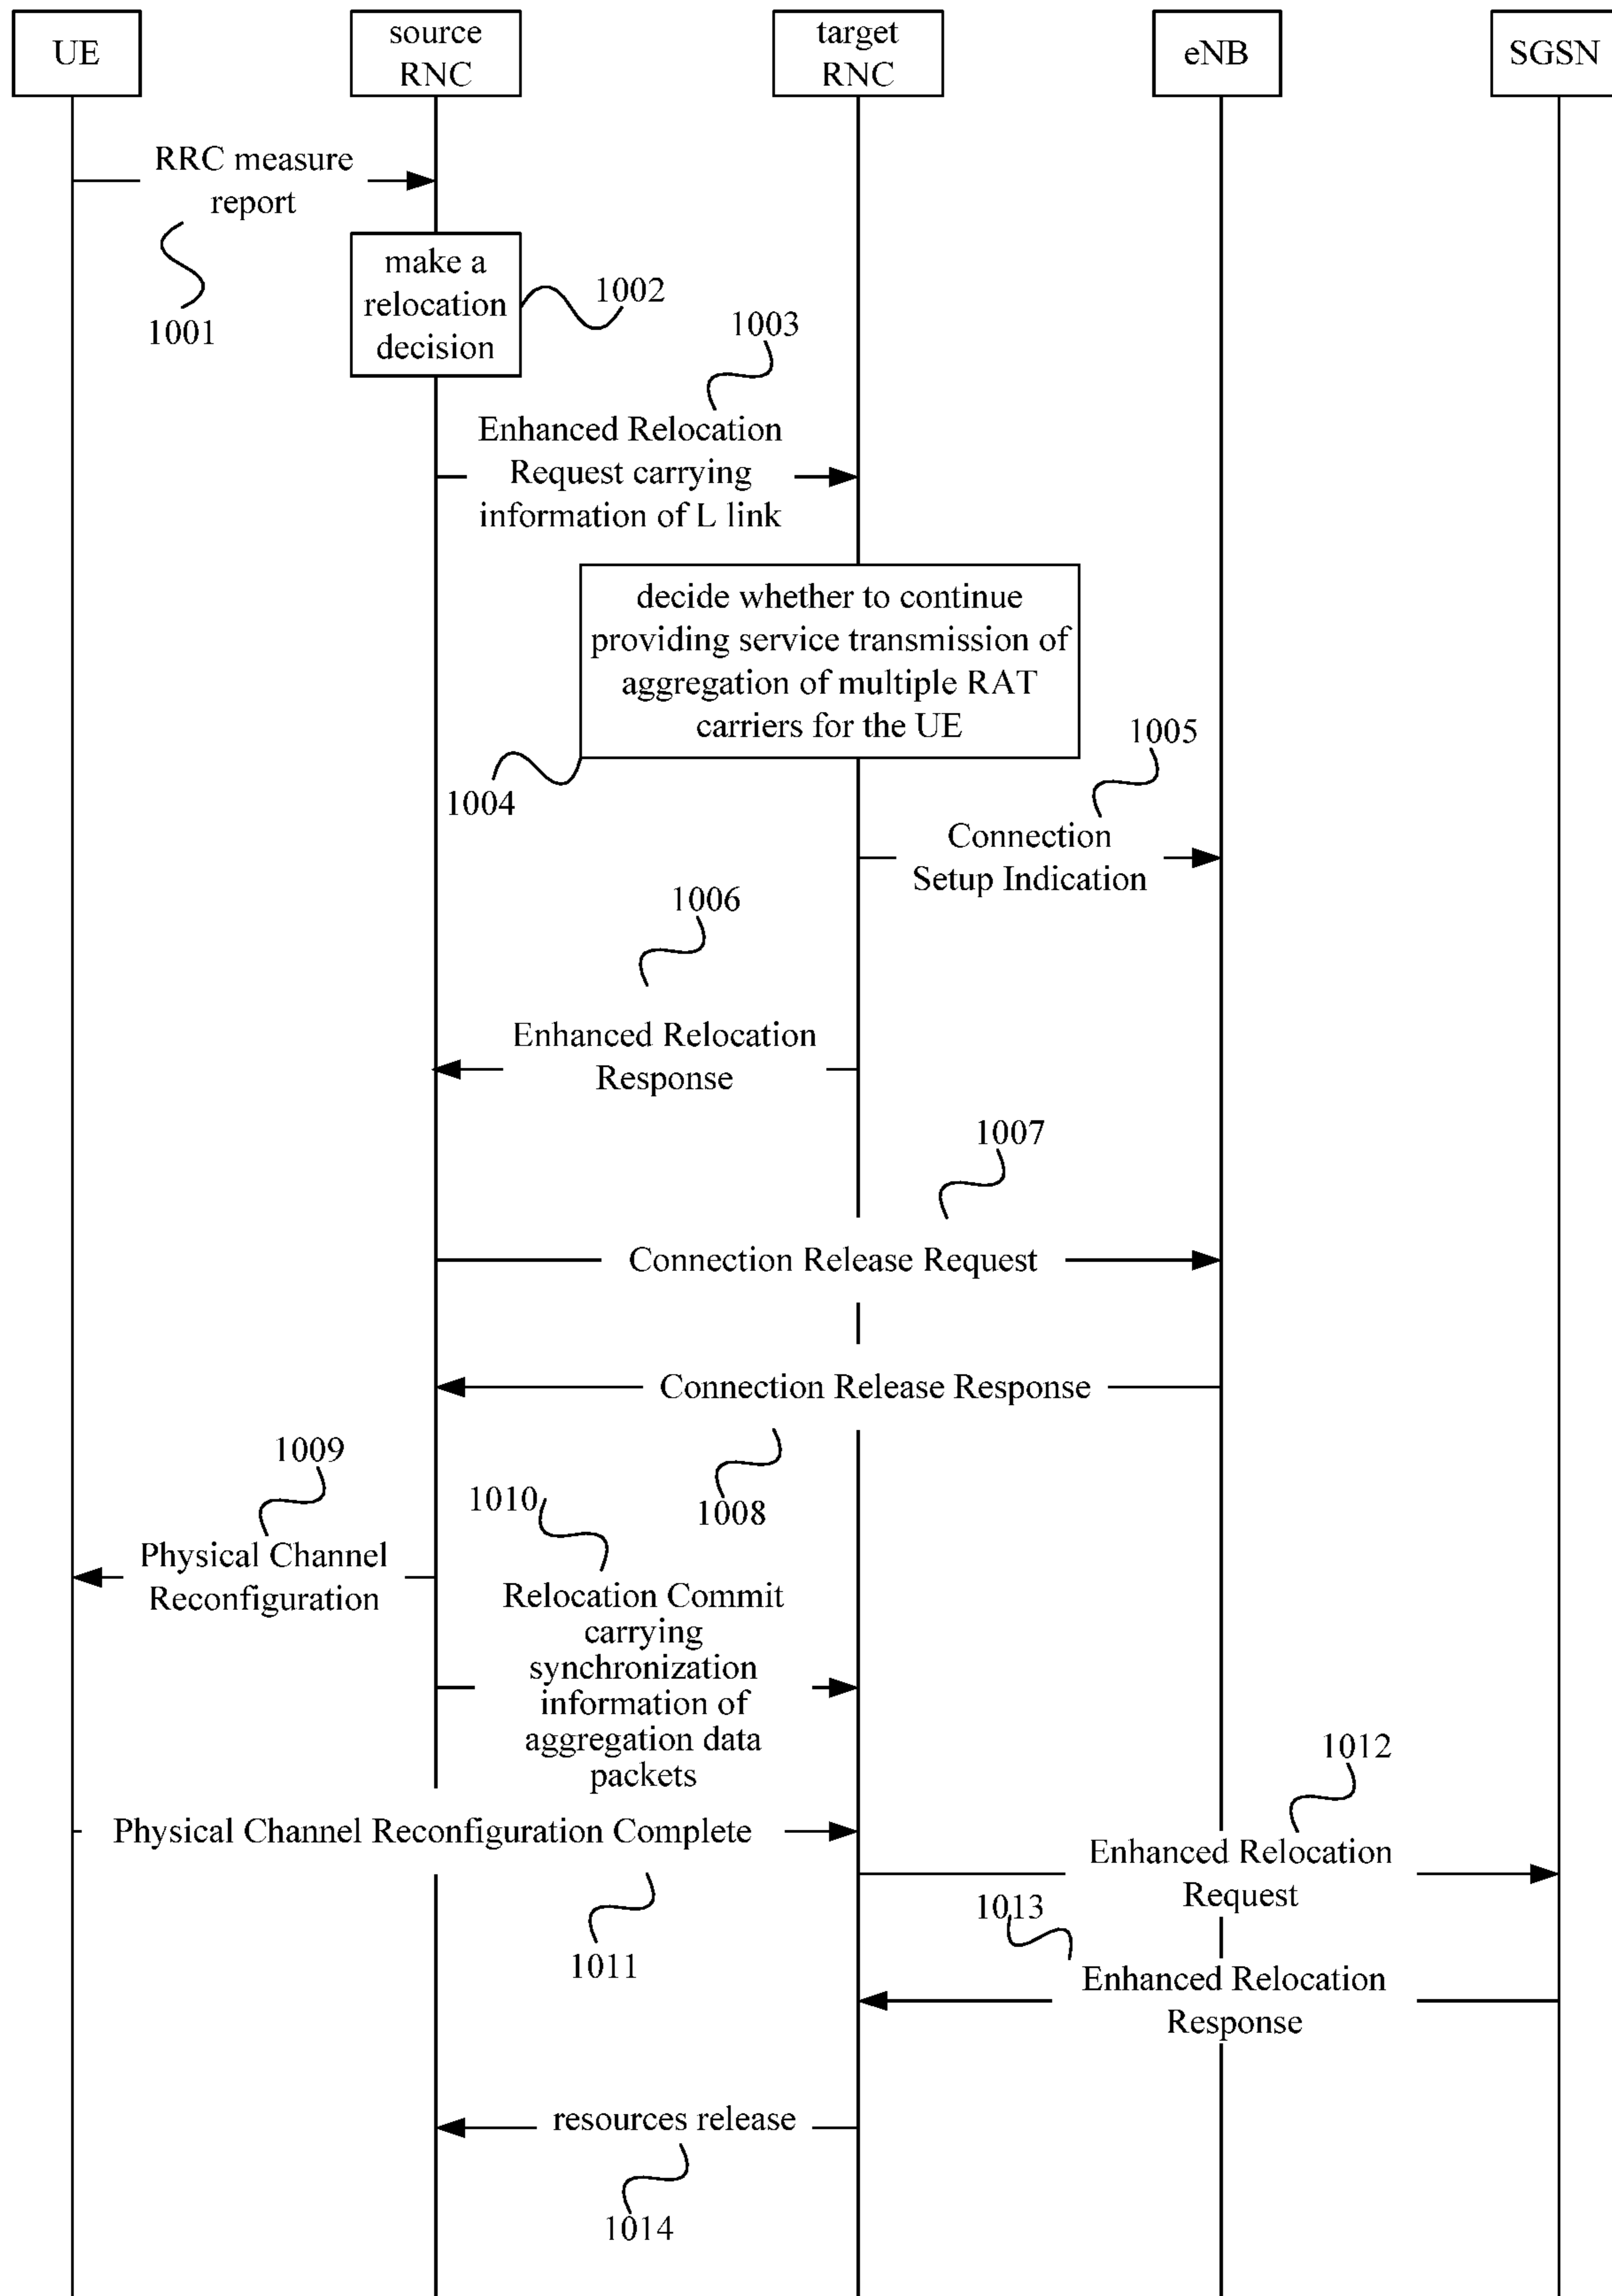 UE
source
RNC
target
RNC
eNB
SGSN
RRC measure
report
1001
make a
relocation
decision
1002
1003
Enhanced Relocation
Request carrying
information of L link
decide whether to continue
providing service transmission of
aggregation of multiple RAT
carriers for the UE
1004
1005
Connection
Setup Indication
1006
Enhanced Relocation
Response
1007
Connection Release Request
Connection Release Response
1008
1009
Physical Channel
Reconfiguration
1010
Relocation Commit
carrying
synchronization
information of
aggregation data
packets
Physical Channel Reconfiguration Complete
1011
1012
Enhanced Relocation
Request
1013
Enhanced Relocation
Response
resources release
1014